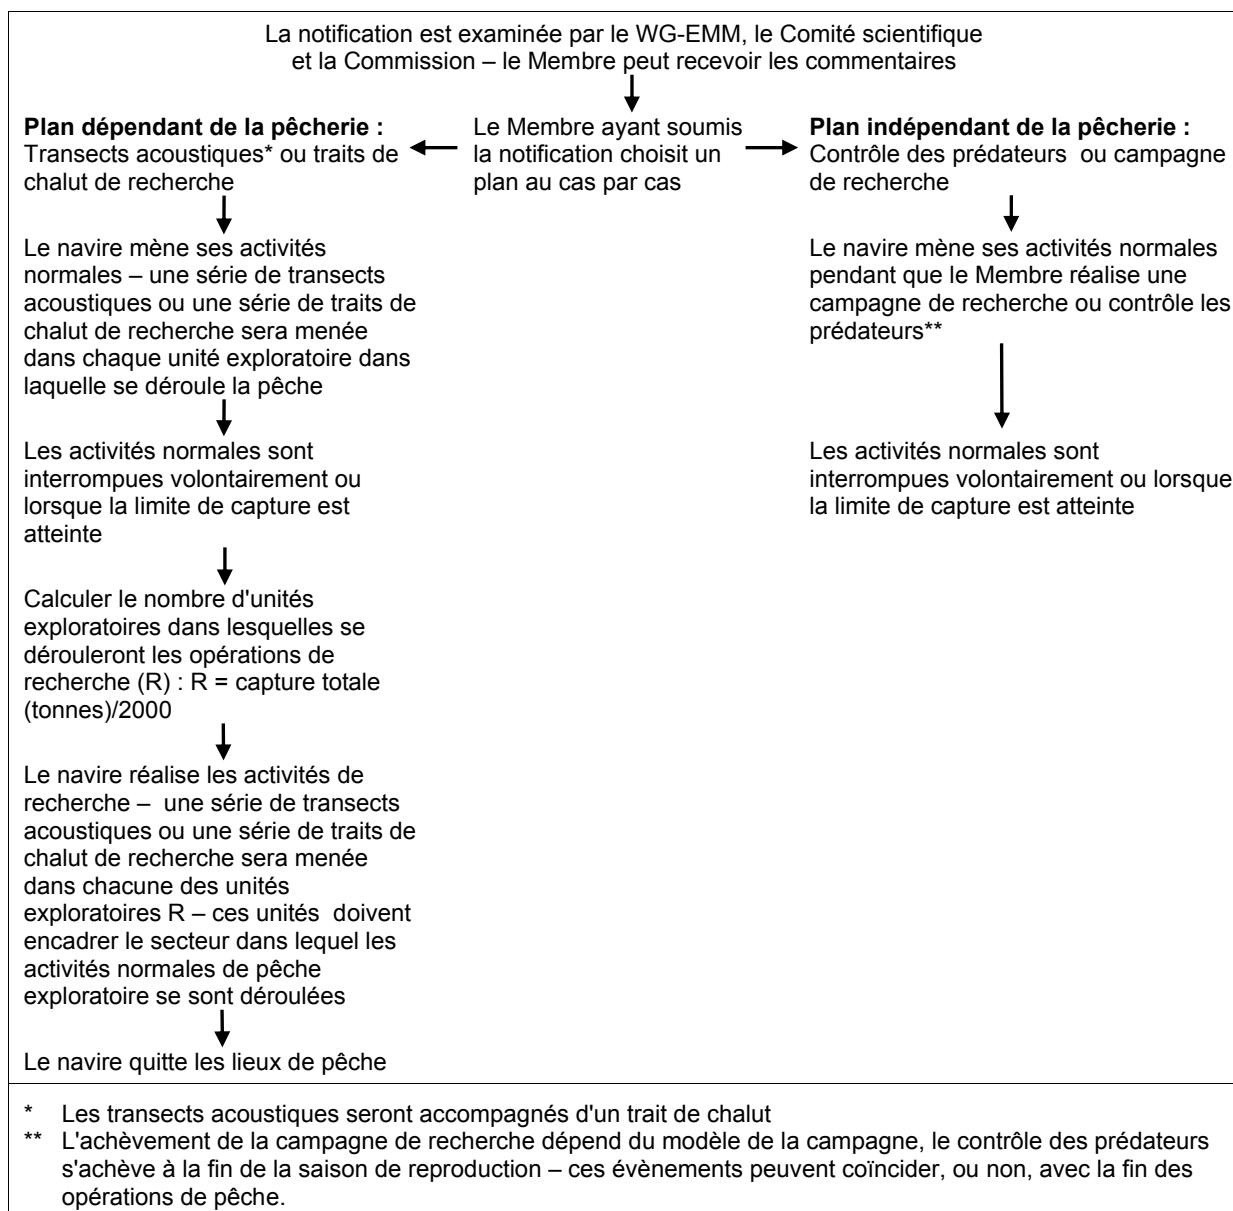 La notification est examinée par le WG-EMM, le Comité scientifique
et la Commission – le Membre peut recevoir les commentaires
Plan dépendant de la pêcherie :
Transects acoustiques* ou traits de
chalut de recherche
Le Membre ayant soumis
la notification choisit un
plan au cas par cas
Plan indépendant de la pêcherie :
Contrôle des prédateurs ou campagne
de recherche
Le navire mène ses activités
normales – une série de transects
acoustiques ou une série de traits de
chalut de recherche sera menée
dans chaque unité exploratoire dans
laquelle se déroule la pêche
Le navire mène ses activités normales
pendant que le Membre réalise une
campagne de recherche ou contrôle les
prédateurs**
Les activités normales sont
interrompues volontairement ou
lorsque la limite de capture est
atteinte
Les activités normales sont
interrompues volontairement ou lorsque
la limite de capture est atteinte
Calculer le nombre d'unités
exploratoires dans lesquelles se
dérouleront les opérations de
recherche (R) : R = capture totale
(tonnes)/2000
Le navire réalise les activités de
recherche – une série de transects
acoustiques ou une série de traits de
chalut de recherche sera menée
dans chacune des unités
exploratoires R – ces unités doivent
encadrer le secteur dans lequel les
activités normales de pêche
exploratoire se sont déroulées
Le navire quitte les lieux de pêche
* Les transects acoustiques seront accompagnés d'un trait de chalut
** L'achèvement de la campagne de recherche dépend du modèle de la campagne, le contrôle des prédateurs
s'achève à la fin de la saison de reproduction – ces évènements peuvent coïncider, ou non, avec la fin des
opérations de pêche.